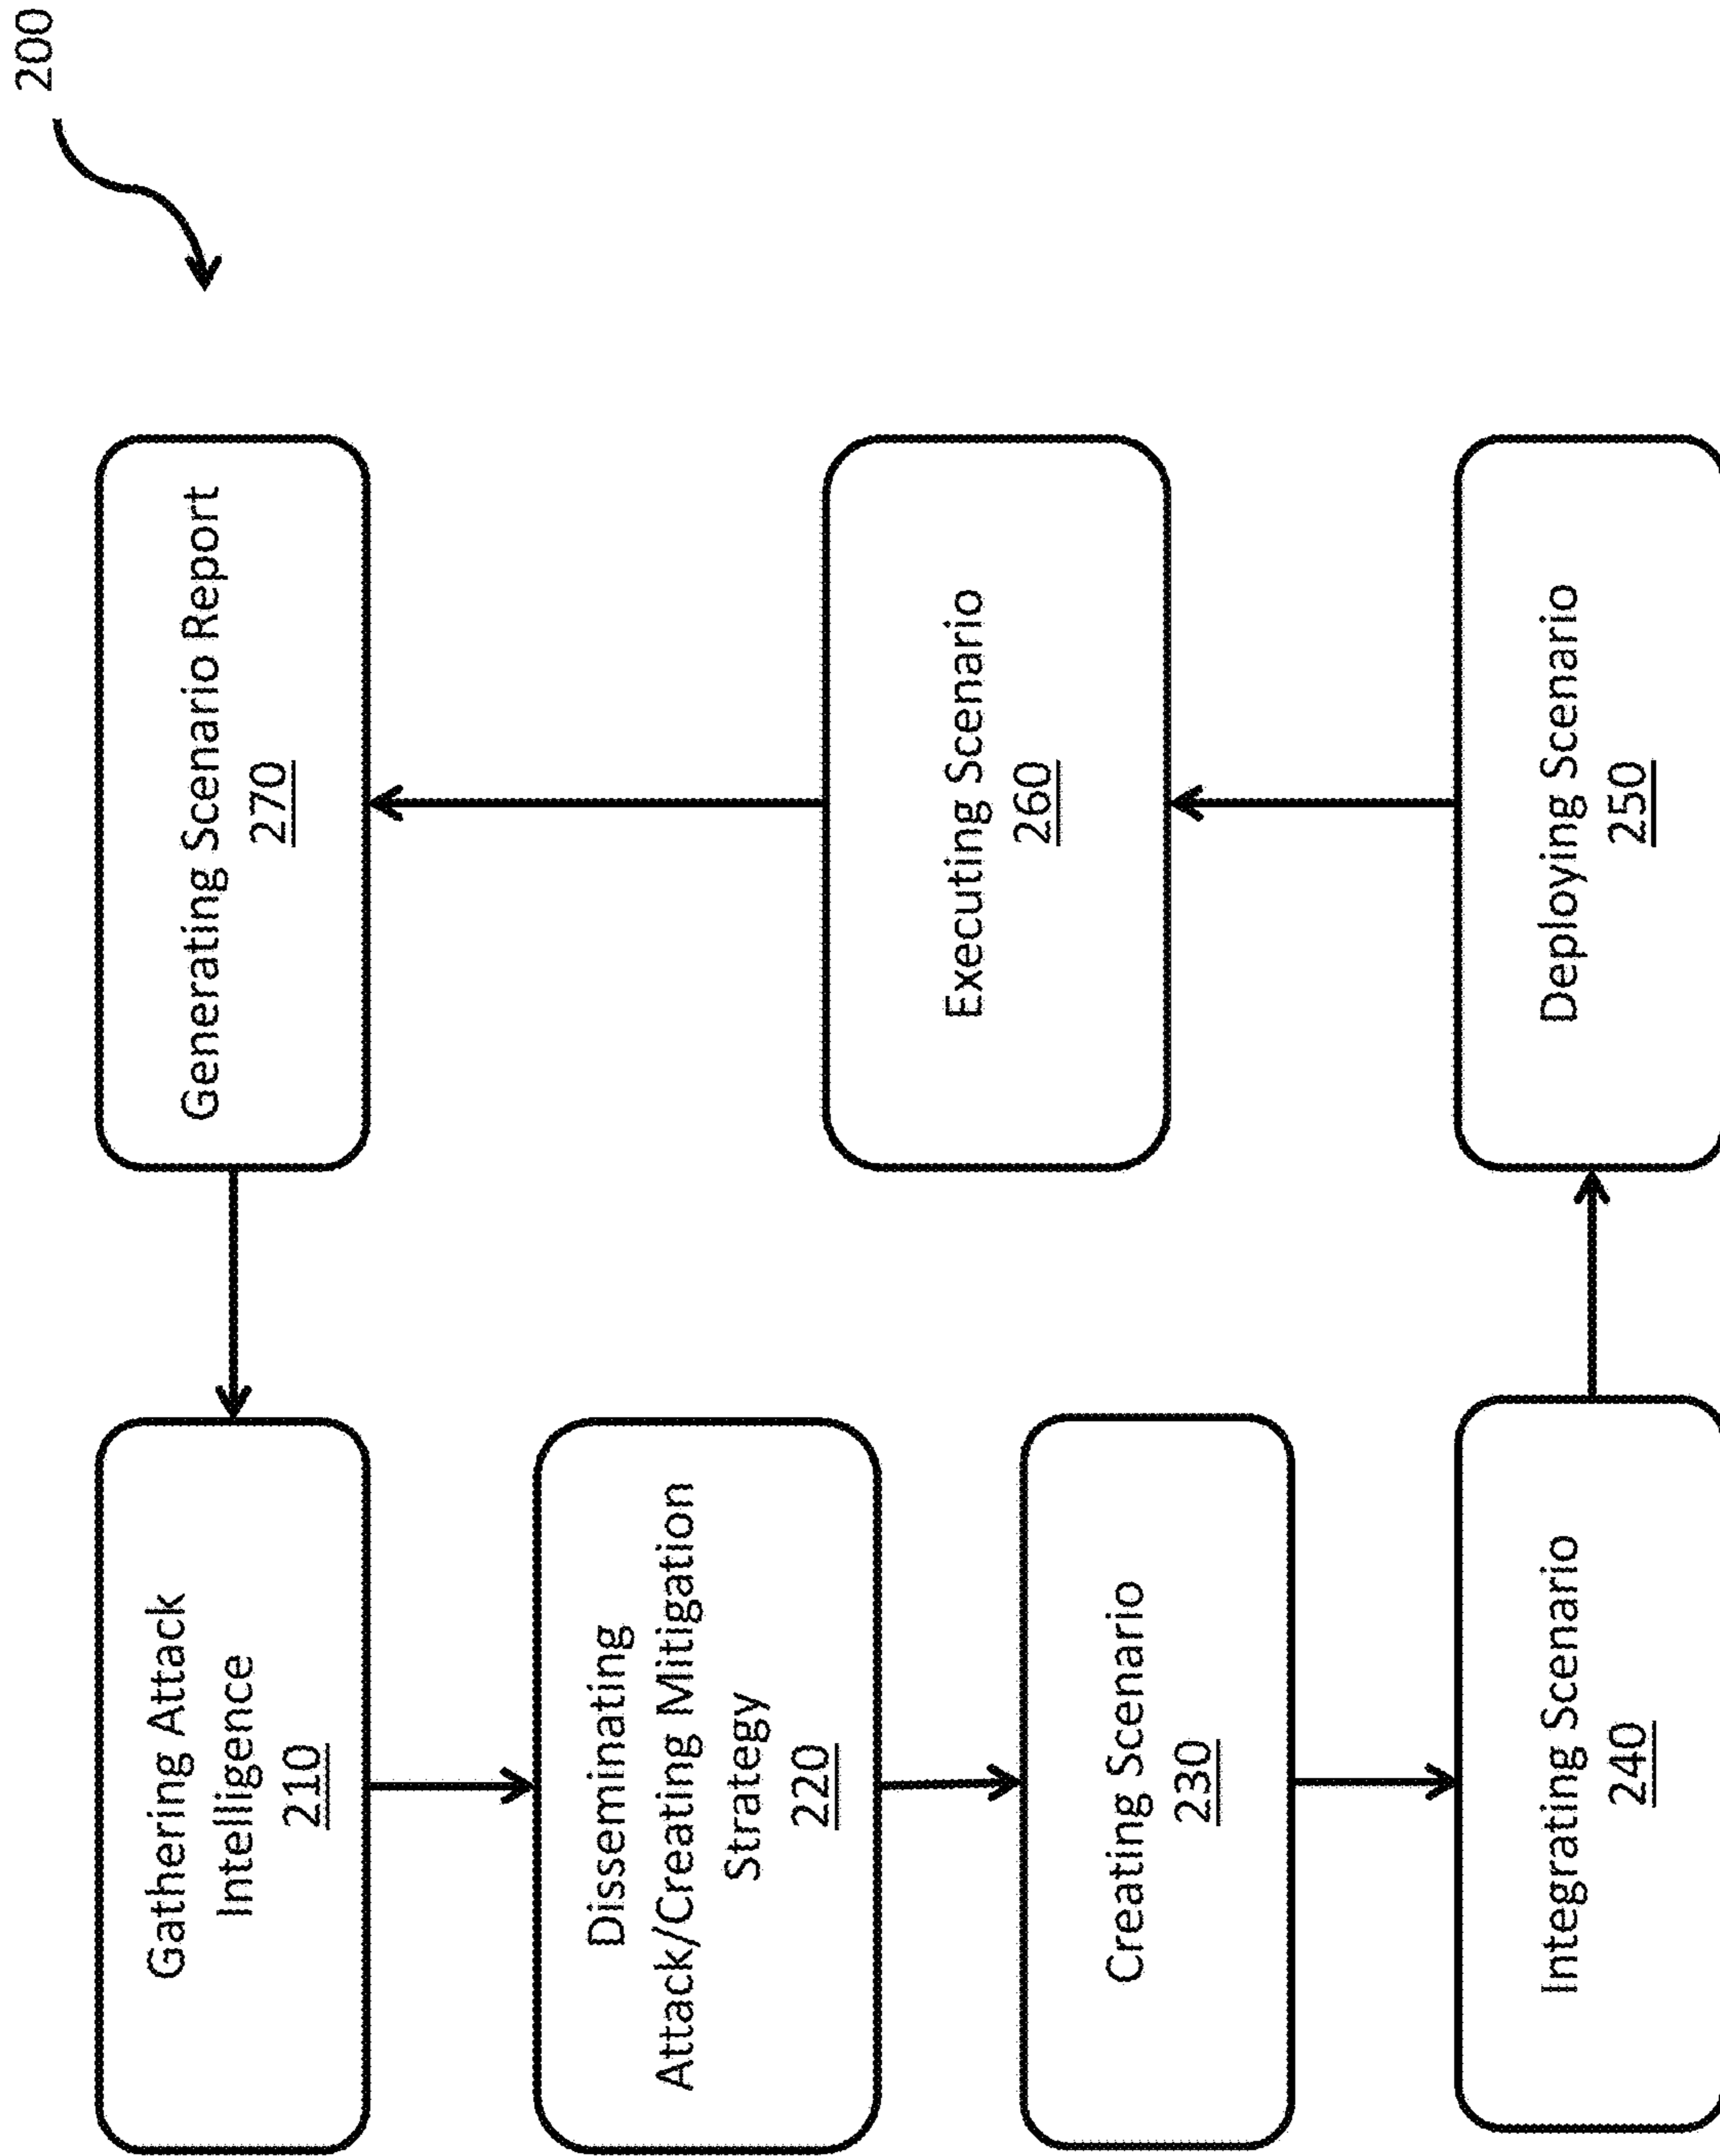 200
Gathering Attack
Intelligence
210
Disseminating
Attack/Creating Mitigation
Strategy
220
Creating Scenario
230
Integrating Scenario
240
Deploying Scenario
250
Executing Scenario
260
Generating Scenario Report
270